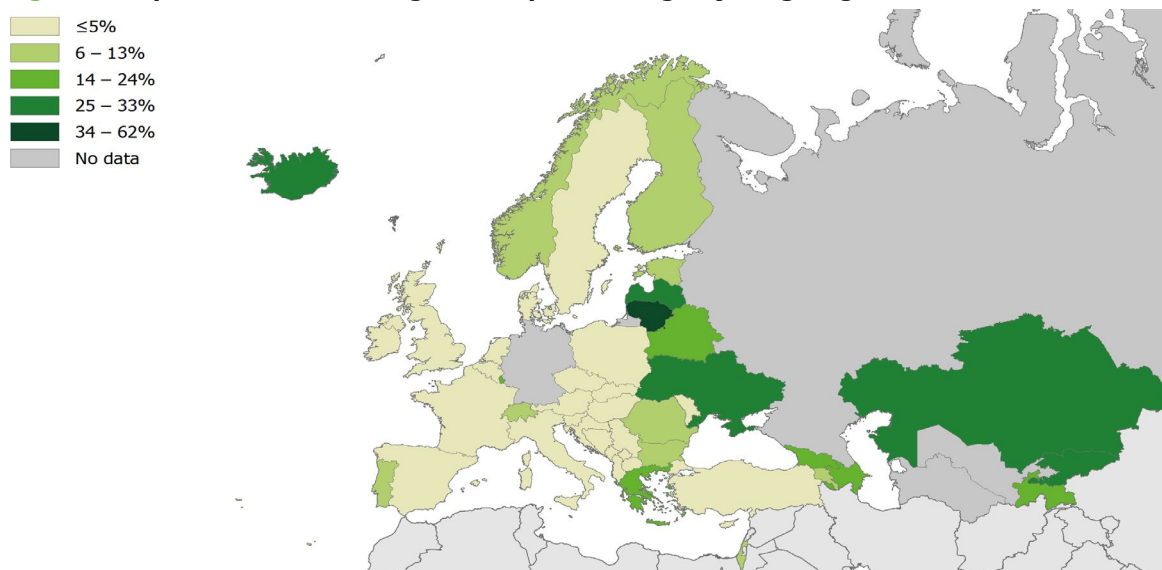 ≤5%
6 – 13%
14 – 24%
25 – 33%
34 – 62%
No data